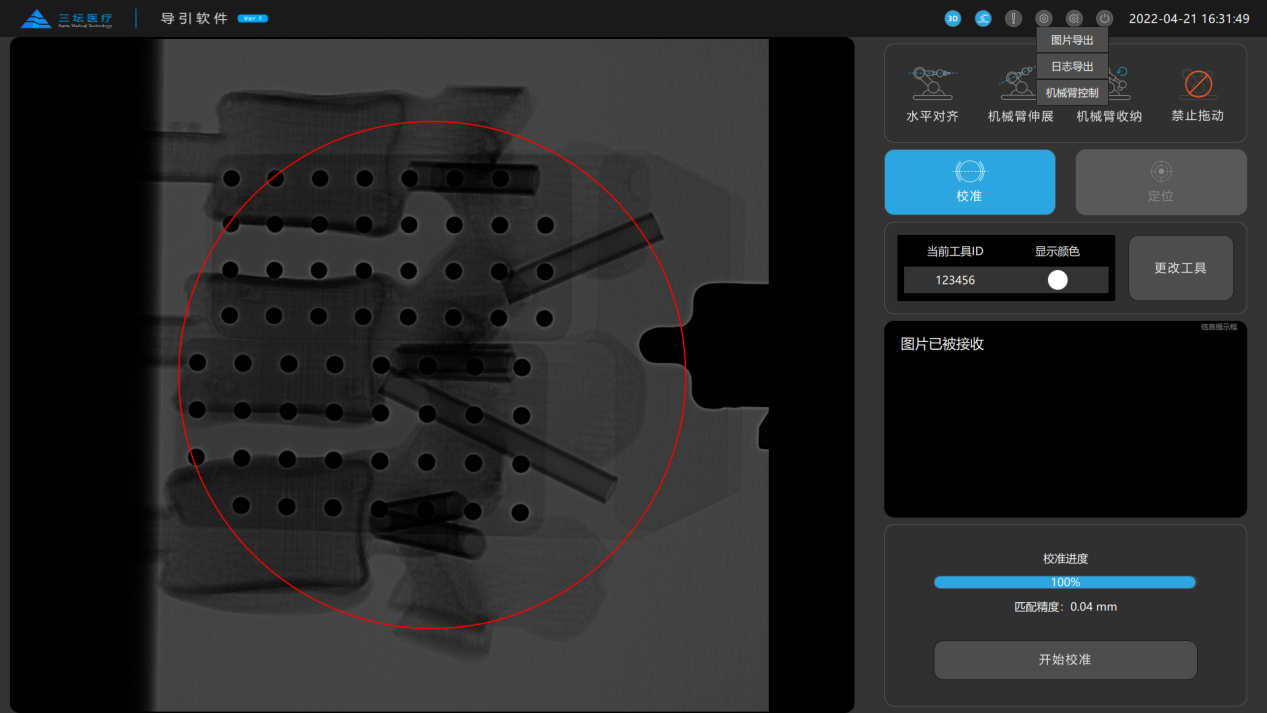 三坛医疗
Santa Medical Technology
导引软件
Ver 1
3D
2022-04-21 16:31:49
图片导出
日志导出
机械臂控制
水平对齐
机械臂伸展
机械臂收纳
禁止拖动
校准
定位
当前工具ID
显示颜色
123456
更改工具
信息提示框
图片已被接收
校准进度
100%
匹配精度：0.04 mm
开始校准